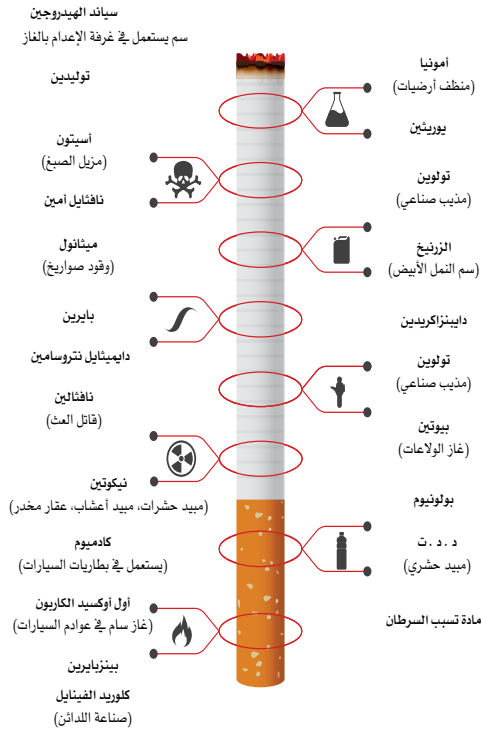 سياند الهيدروجين
سم يستعمل في غرفة الإعدام بالغاز
أمونيا
(منظف أرضيات)
توليدين
يوريثين
أسيتون
(مزيل الصبغ)
تولوين
(مذيب صناعي)
نافثايل أمين
ميثانول
(وقود صواريخ)
الزرنيخ
(سم النمل الأبيض)
بايرين
دايبنزاكريدين
دايميثايل نتروسامين
تولوين
(مذيب صناعي)
نافثالين
(قاتل العث)
بيوتين
(غاز الولاعات)
نيكوتين
(مبيد حشرات، مبيد أعشاب، عقار مخدر)
بولونيوم
كادميوم
(يستعمل في بطاريات السيارات)
د . د . ت
(مبيد حشري)
أول أوكسيد الكاربون
(غاز سام في عوادم السيارات)
مادة تسبب السرطان
بينزبايرين
كلوريد الفينايل
(صناعة اللدائن)